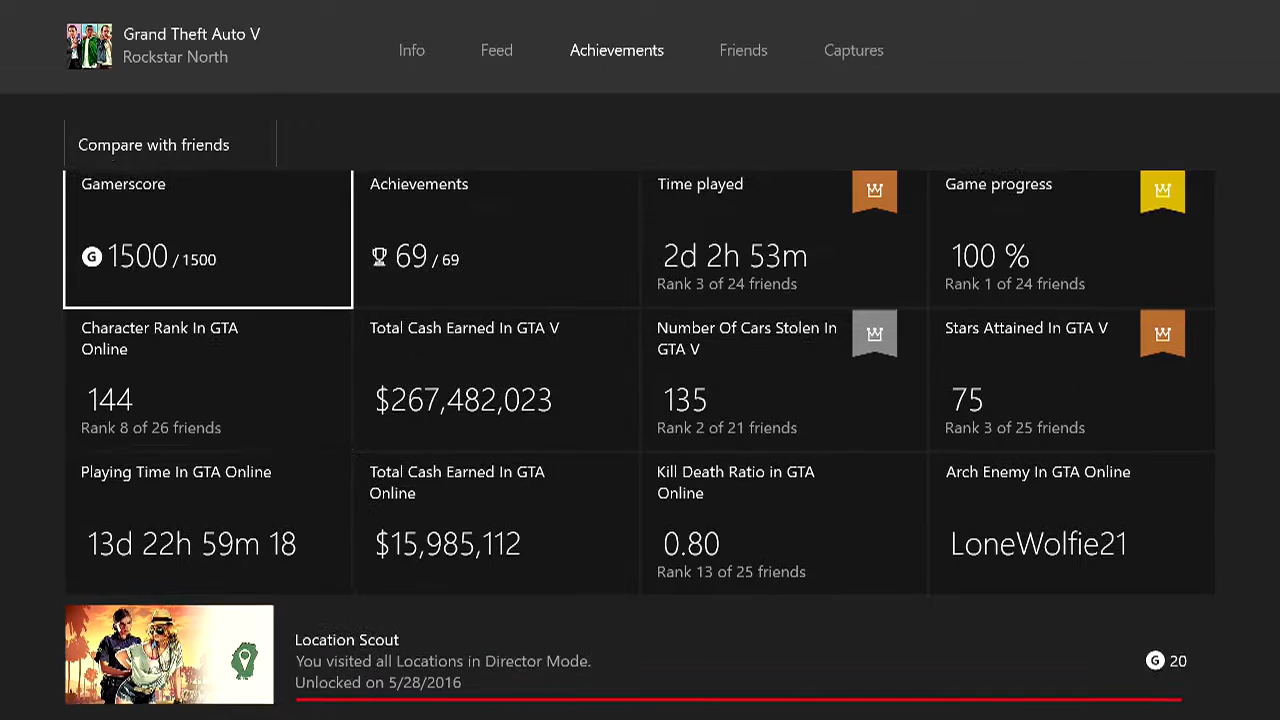 Grand Theft Auto V
Rockstar North
Info
Feed
Achievements
Friends
Captures
Compare with friends
Gamerscore
G 1500 / 1500
Achievements
69 / 69
Time played
2d 2h 53m
Rank 3 of 24 friends
Game progress
100 %
Rank 1 of 24 friends
Character Rank In GTA
Online
144
Rank 8 of 26 friends
Total Cash Earned In GTA V
$267,482,023
Number Of Cars Stolen In
GTA V
135
Rank 2 of 21 friends
Stars Attained In GTA V
75
Rank 3 of 25 friends
Playing Time In GTA Online
13d 22h 59m 18
Total Cash Earned In GTA
Online
$15,985,112
Kill Death Ratio in GTA
Online
0.80
Rank 13 of 25 friends
Arch Enemy In GTA Online
LoneWolfie21
Location Scout
You visited all Locations in Director Mode.
Unlocked on 5/28/2016
G 20